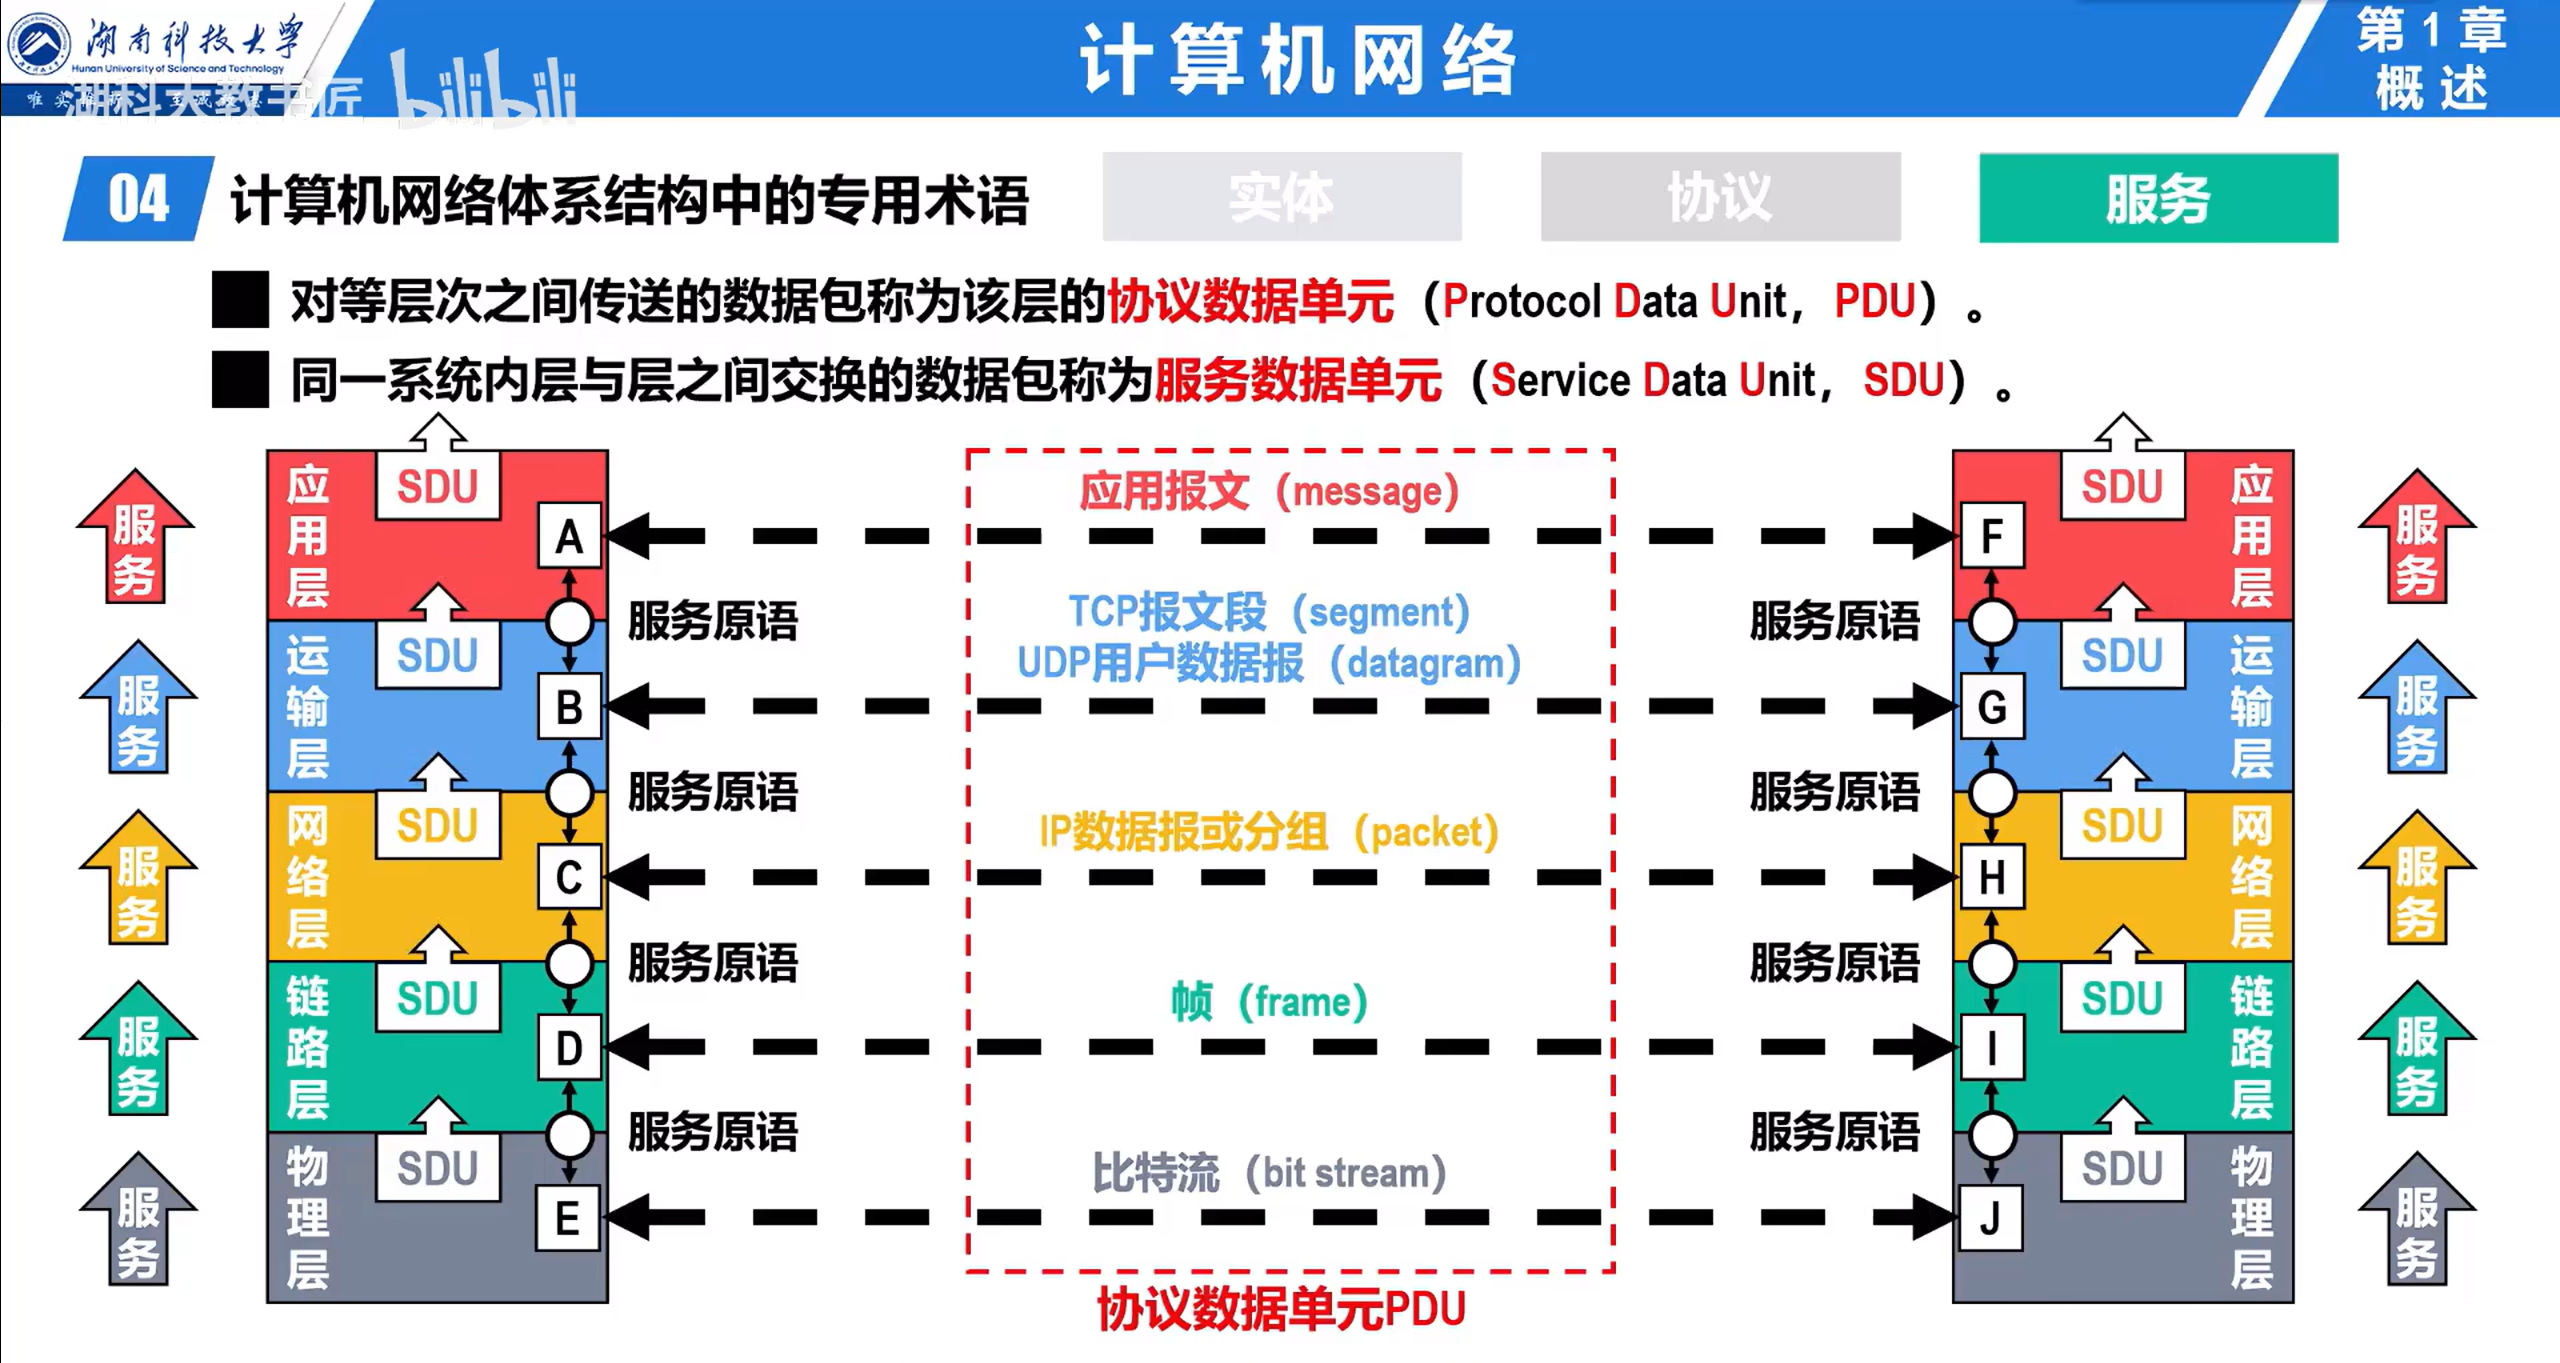 湖南科技大学
Hunan University of Science and Technology
湖科大教书匠 bilibili
计算机网络
第1章
概述
04 计算机网络体系结构中的专用术语
实体 协议 服务
对等层次之间传送的数据包称为该层的协议数据单元（Protocol Data Unit，PDU）。
同一系统内层与层之间交换的数据包称为服务数据单元（Service Data Unit，SDU）。
服务
应用层
SDU
A
应用报文（message）
F
SDU
应用层
服务
服务原语
服务原语
服务
运输层
SDU
B
TCP报文段（segment）
UDP用户数据报（datagram）
G
SDU
运输层
服务
服务原语
服务原语
服务
网络层
SDU
C
IP数据报或分组（packet）
H
SDU
网络层
服务
服务原语
服务原语
服务
链路层
SDU
D
帧（frame）
I
SDU
链路层
服务
服务原语
服务原语
服务
物理层
SDU
E
比特流（bit stream）
J
SDU
物理层
服务
协议数据单元PDU